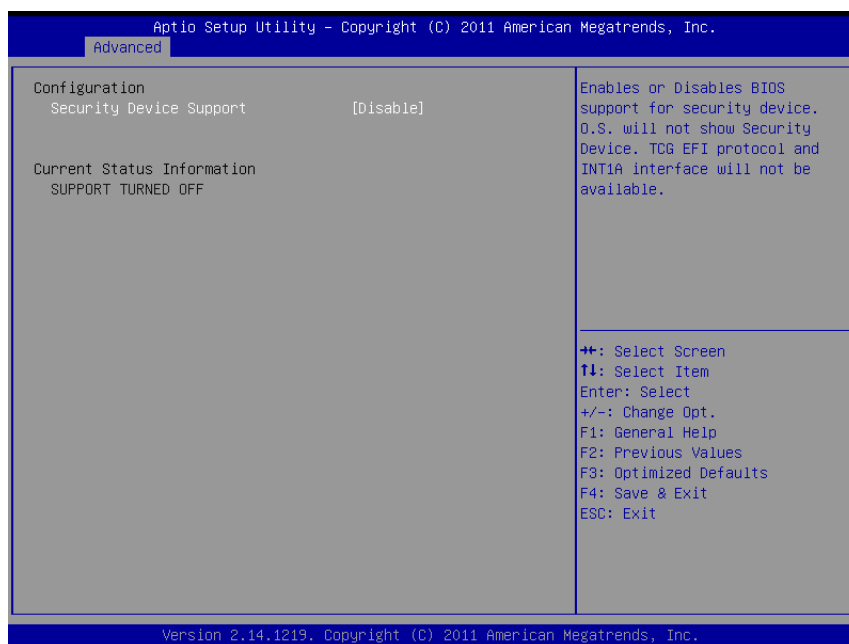 Aptio Setup Utility – Copyright (C) 2011 American Megatrends, Inc.
Advanced
Configuration
Security Device Support [Disable]
Current Status Information
SUPPORT TURNED OFF
Enables or Disables BIOS
support for security device.
O.S. will not show Security
Device. TCG EFI protocol and
INT1A interface will not be
available.
→←: Select Screen
↑↓: Select Item
Enter: Select
+/-: Change Opt.
F1: General Help
F2: Previous Values
F3: Optimized Defaults
F4: Save & Exit
ESC: Exit
Version 2.14.1219. Copyright (C) 2011 American Megatrends, Inc.